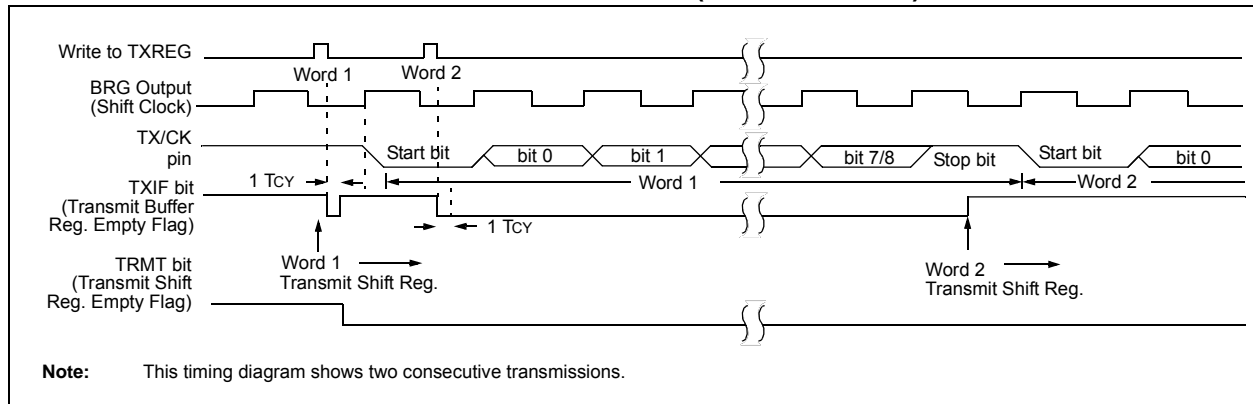 Write to TXREG
Word 1 Word 2
BRG Output
(Shift Clock)
TX/CK
pin
Start bit bit 0 bit 1 bit 7/8 Stop bit Start bit bit 0
1 TCY Word 1 Word 2
TXIF bit
(Transmit Buffer
Reg. Empty Flag)
1 TCY
Word 1
Transmit Shift Reg.
Word 2
Transmit Shift Reg.
TRMT bit
(Transmit Shift
Reg. Empty Flag)
Note: This timing diagram shows two consecutive transmissions.